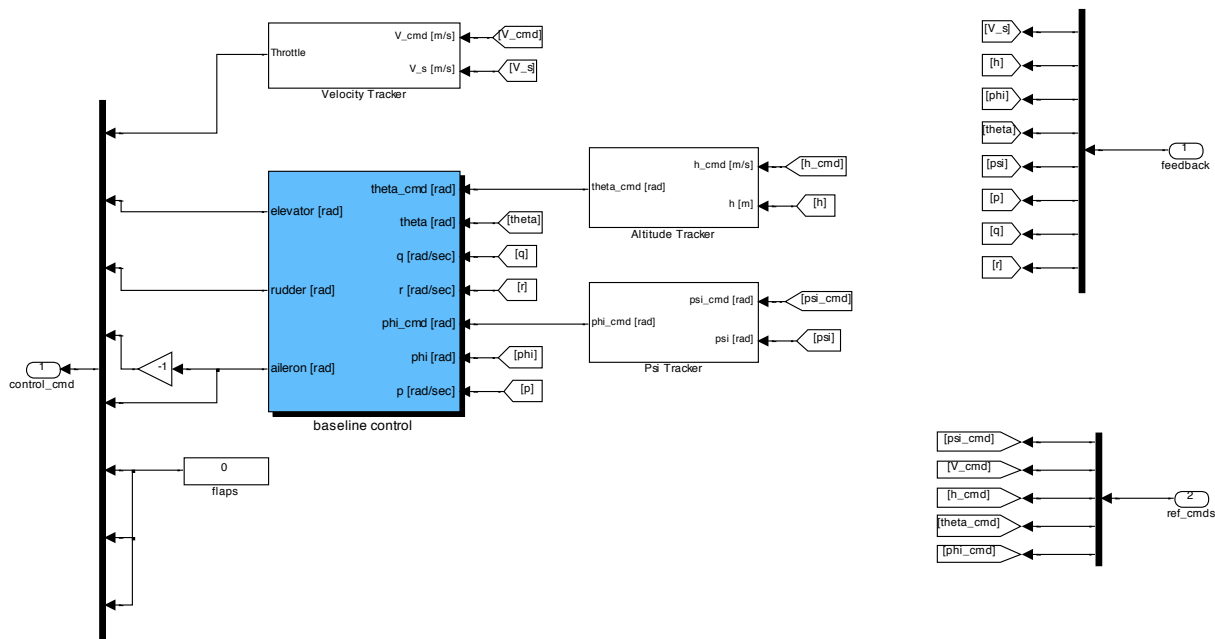 V_cmd [m/s]
[V_cmd]
Throttle
V_s [m/s]
[V_s]
Velocity Tracker
theta_cmd [rad]
elevator [rad]
theta [rad]
[theta]
q [rad/sec]
[q]
rudder [rad]
r [rad/sec]
[r]
phi_cmd [rad]
phi [rad]
[phi]
aileron [rad]
p [rad/sec]
[p]
baseline control
h_cmd [m/s]
[h_cmd]
theta_cmd [rad]
h [m]
[h]
Altitude Tracker
psi_cmd [rad]
[psi_cmd]
phi_cmd [rad]
psi [rad]
[psi]
Psi Tracker
-1
1
control_cmd
0
flaps
[V_s]
[h]
[phi]
[theta]
[psi]
[p]
[q]
[r]
1
feedback
[psi_cmd]
[V_cmd]
[h_cmd]
[theta_cmd]
[phi_cmd]
2
ref_cmds